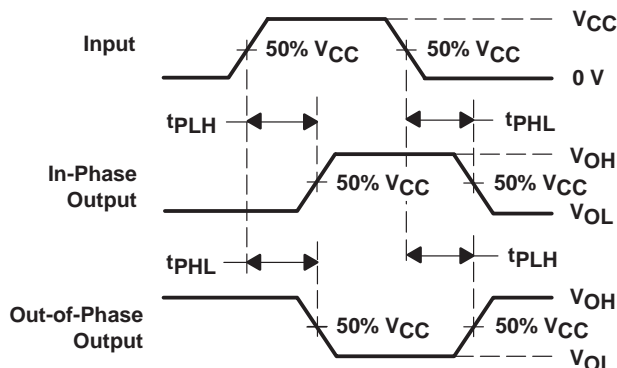 VCC
Input
50% VCC
50% VCC
0 V
tPLH
tPHL
VOH
In-Phase
Output
50% VCC
50% VCC
VOL
tPHL
tPLH
VOH
Out-of-Phase
Output
50% VCC
50% VCC
VOL